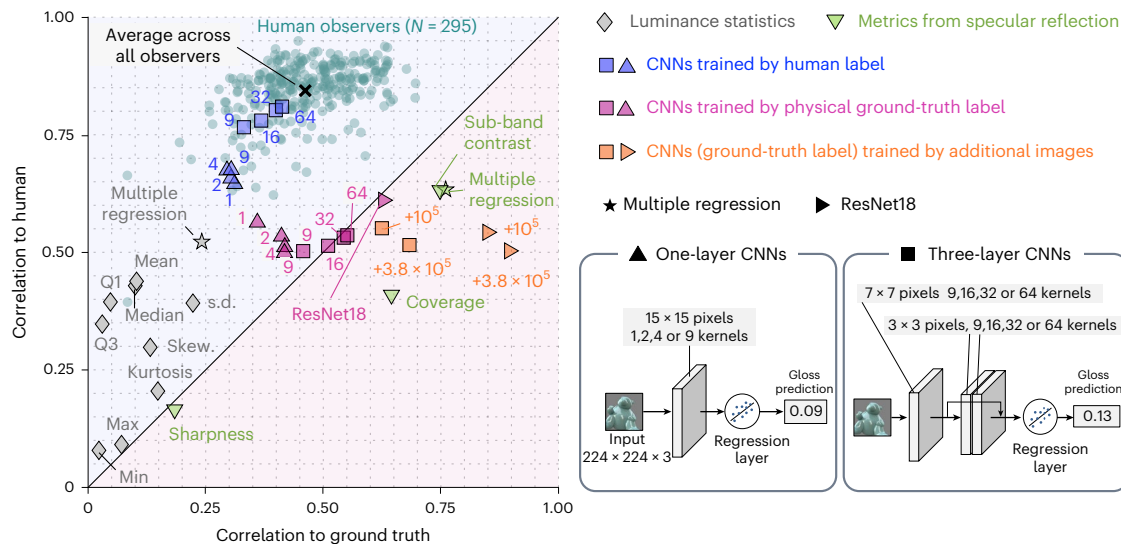 1.00
0.75
0.50
0.25
0
0
0.25
0.50
0.75
1.00
Correlation to human
Correlation to ground truth
Human observers (N = 295)
Average across
all observers
32
64
9
16
4
9
2
1
Sub-band
contrast
Multiple
regression
Multiple
regression
64
32
1
2
9
4
9
16
+10⁵
+10⁵
+3.8 × 10⁵
+3.8 × 10⁵
ResNet18
Coverage
Mean
Q1
Median
s.d.
Q3
Skew.
Kurtosis
Max
Sharpness
Min
Luminance statistics
Metrics from specular reflection
CNNs trained by human label
CNNs trained by physical ground-truth label
CNNs (ground-truth label) trained by additional images
Multiple regression
ResNet18
One-layer CNNs
15 × 15 pixels
1,2,4 or 9 kernels
Gloss
prediction
0.09
Input
224 × 224 × 3
Regression
layer
Three-layer CNNs
7 × 7 pixels 9,16,32 or 64 kernels
3 × 3 pixels, 9,16,32 or 64 kernels
Gloss
prediction
0.13
Regression
layer